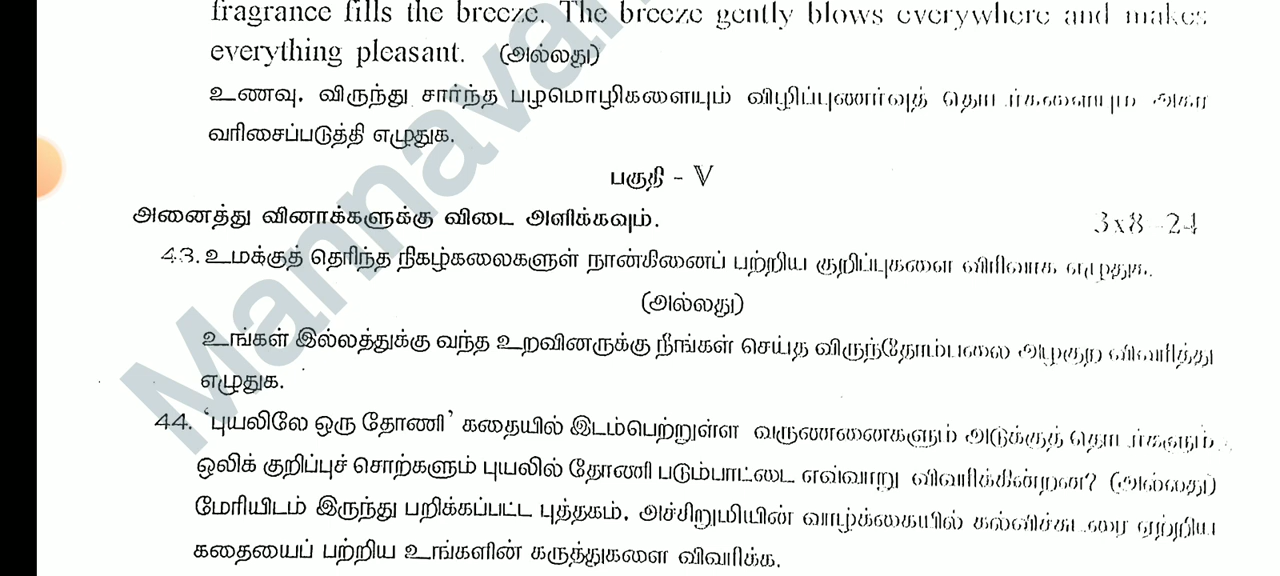 fragrance fills the breeze. The breeze gently blows everywhere and makes
everything pleasant. (அல்லது)
உணவு, விருந்து சார்ந்த பழமொழிகளையும் விழிப்புணர்வுத் தொடர்களையும் அகர
வரிசைப்படுத்தி எழுதுக.
பகுதி - V
அனைத்து வினாக்களுக்கு விடை அளிக்கவும். 3x8=24
43. உமக்குத் தெரிந்த நிகழ்கலைகளுள் நான்கினைப் பற்றிய குறிப்புகளை விரிவாக எழுதுக.
(அல்லது)
உங்கள் இல்லத்துக்கு வந்த உறவினருக்கு நீங்கள் செய்த விருந்தோம்பலை அழகுற விவரித்து
எழுதுக.
44. ‘புயலிலே ஒரு தோணி’ கதையில் இடம்பெற்றுள்ள வருணனைகளும் அடுக்குத் தொடர்களும்
ஒலிக் குறிப்புச் சொற்களும் புயலில் தோணி படும்பாட்டை எவ்வாறு விவரிக்கின்றன? (அல்லது)
மேரியிடம் இருந்து பறிக்கப்பட்ட புத்தகம், அச்சிறுமியின் வாழ்க்கையில் கல்விச்சுடரை ஏற்றிய
கதையைப் பற்றிய உங்களின் கருத்துகளை விவரிக்க.
Mannavan